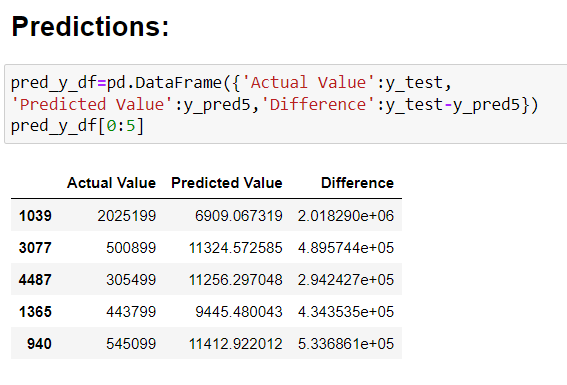 Predictions:
pred_y_df=pd.DataFrame({'Actual Value':y_test,
'Predicted Value':y_pred5,'Difference':y_test-y_pred5})
pred_y_df[0:5]
Actual Value Predicted Value Difference
1039 2025199 6909.067319 2.018290e+06
3077 500899 11324.572585 4.895744e+05
4487 305499 11256.297048 2.942427e+05
1365 443799 9445.480043 4.343535e+05
940 545099 11412.922012 5.336861e+05